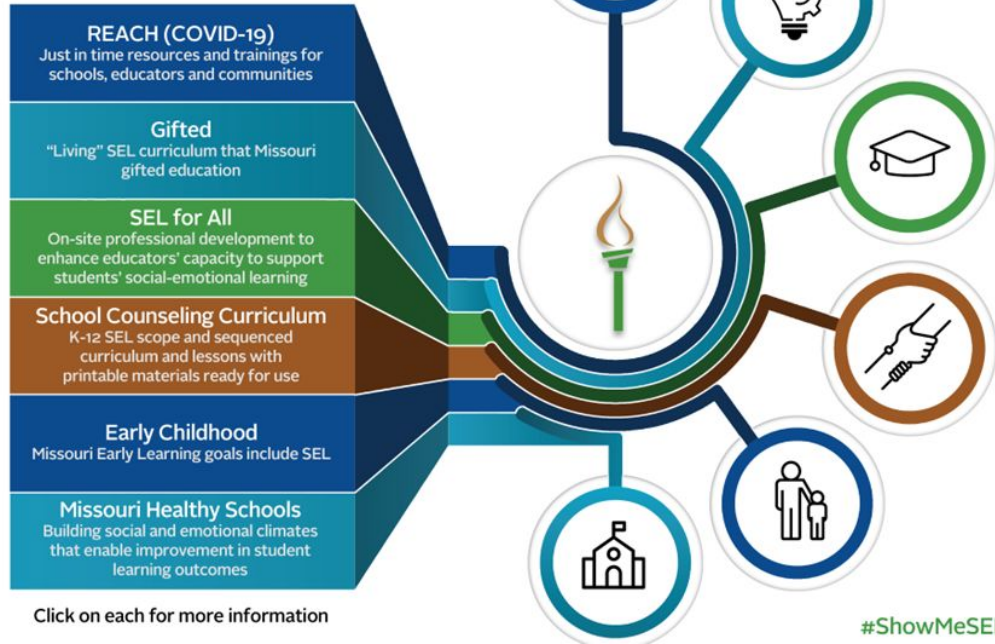 REACH (COVID-19)
Just in time resources and trainings for
schools, educators and communities
Gifted
“Living” SEL curriculum that Missouri
gifted education
SEL for All
On-site professional development to
enhance educators' capacity to support
students' social-emotional learning
School Counseling Curriculum
K-12 SEL scope and sequenced
curriculum and lessons with
printable materials ready for use
Early Childhood
Missouri Early Learning goals include SEL
Missouri Healthy Schools
Building social and emotional climates
that enable improvement in student
learning outcomes
Click on each for more information
#ShowMeSEL